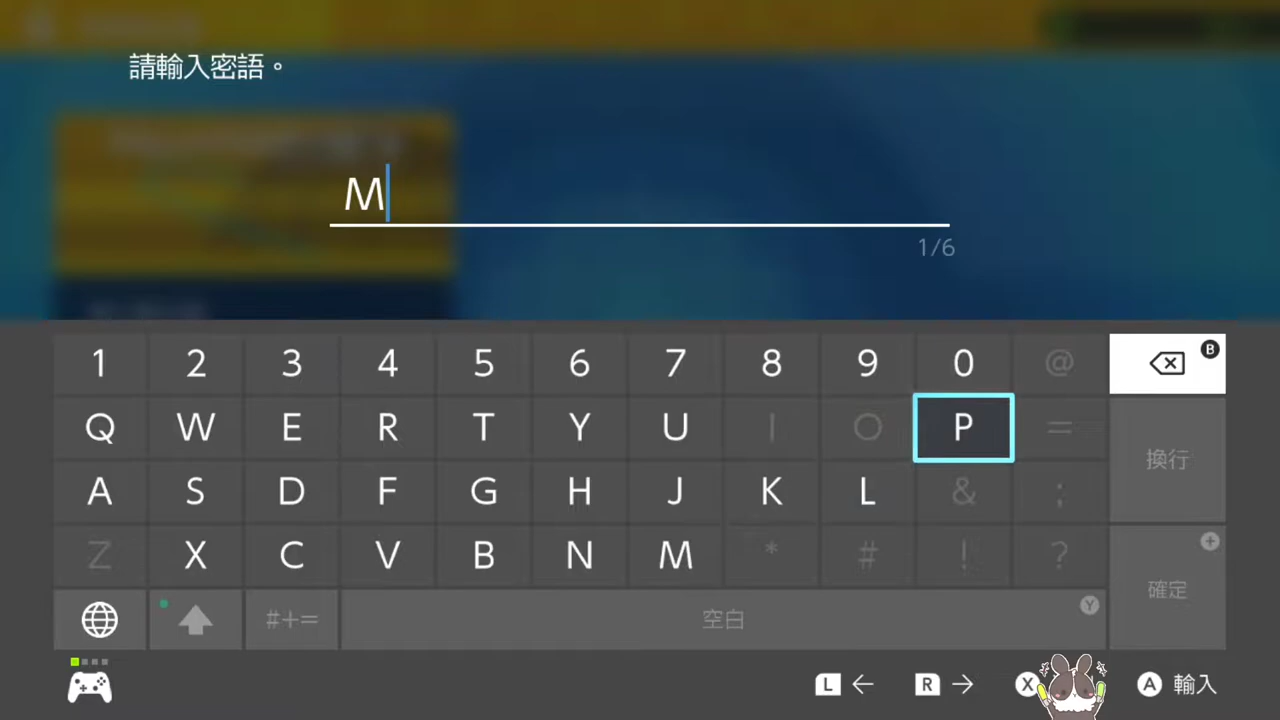 請輸入密語。
M
1/6
1 2 3 4 5 6 7 8 9 0 @ B
Q W E R T Y U I O P =
換行
A S D F G H J K L & ;
Z X C V B N M * # ! ?
確定
#+= 空白 Y
L ← R → X A 輸入